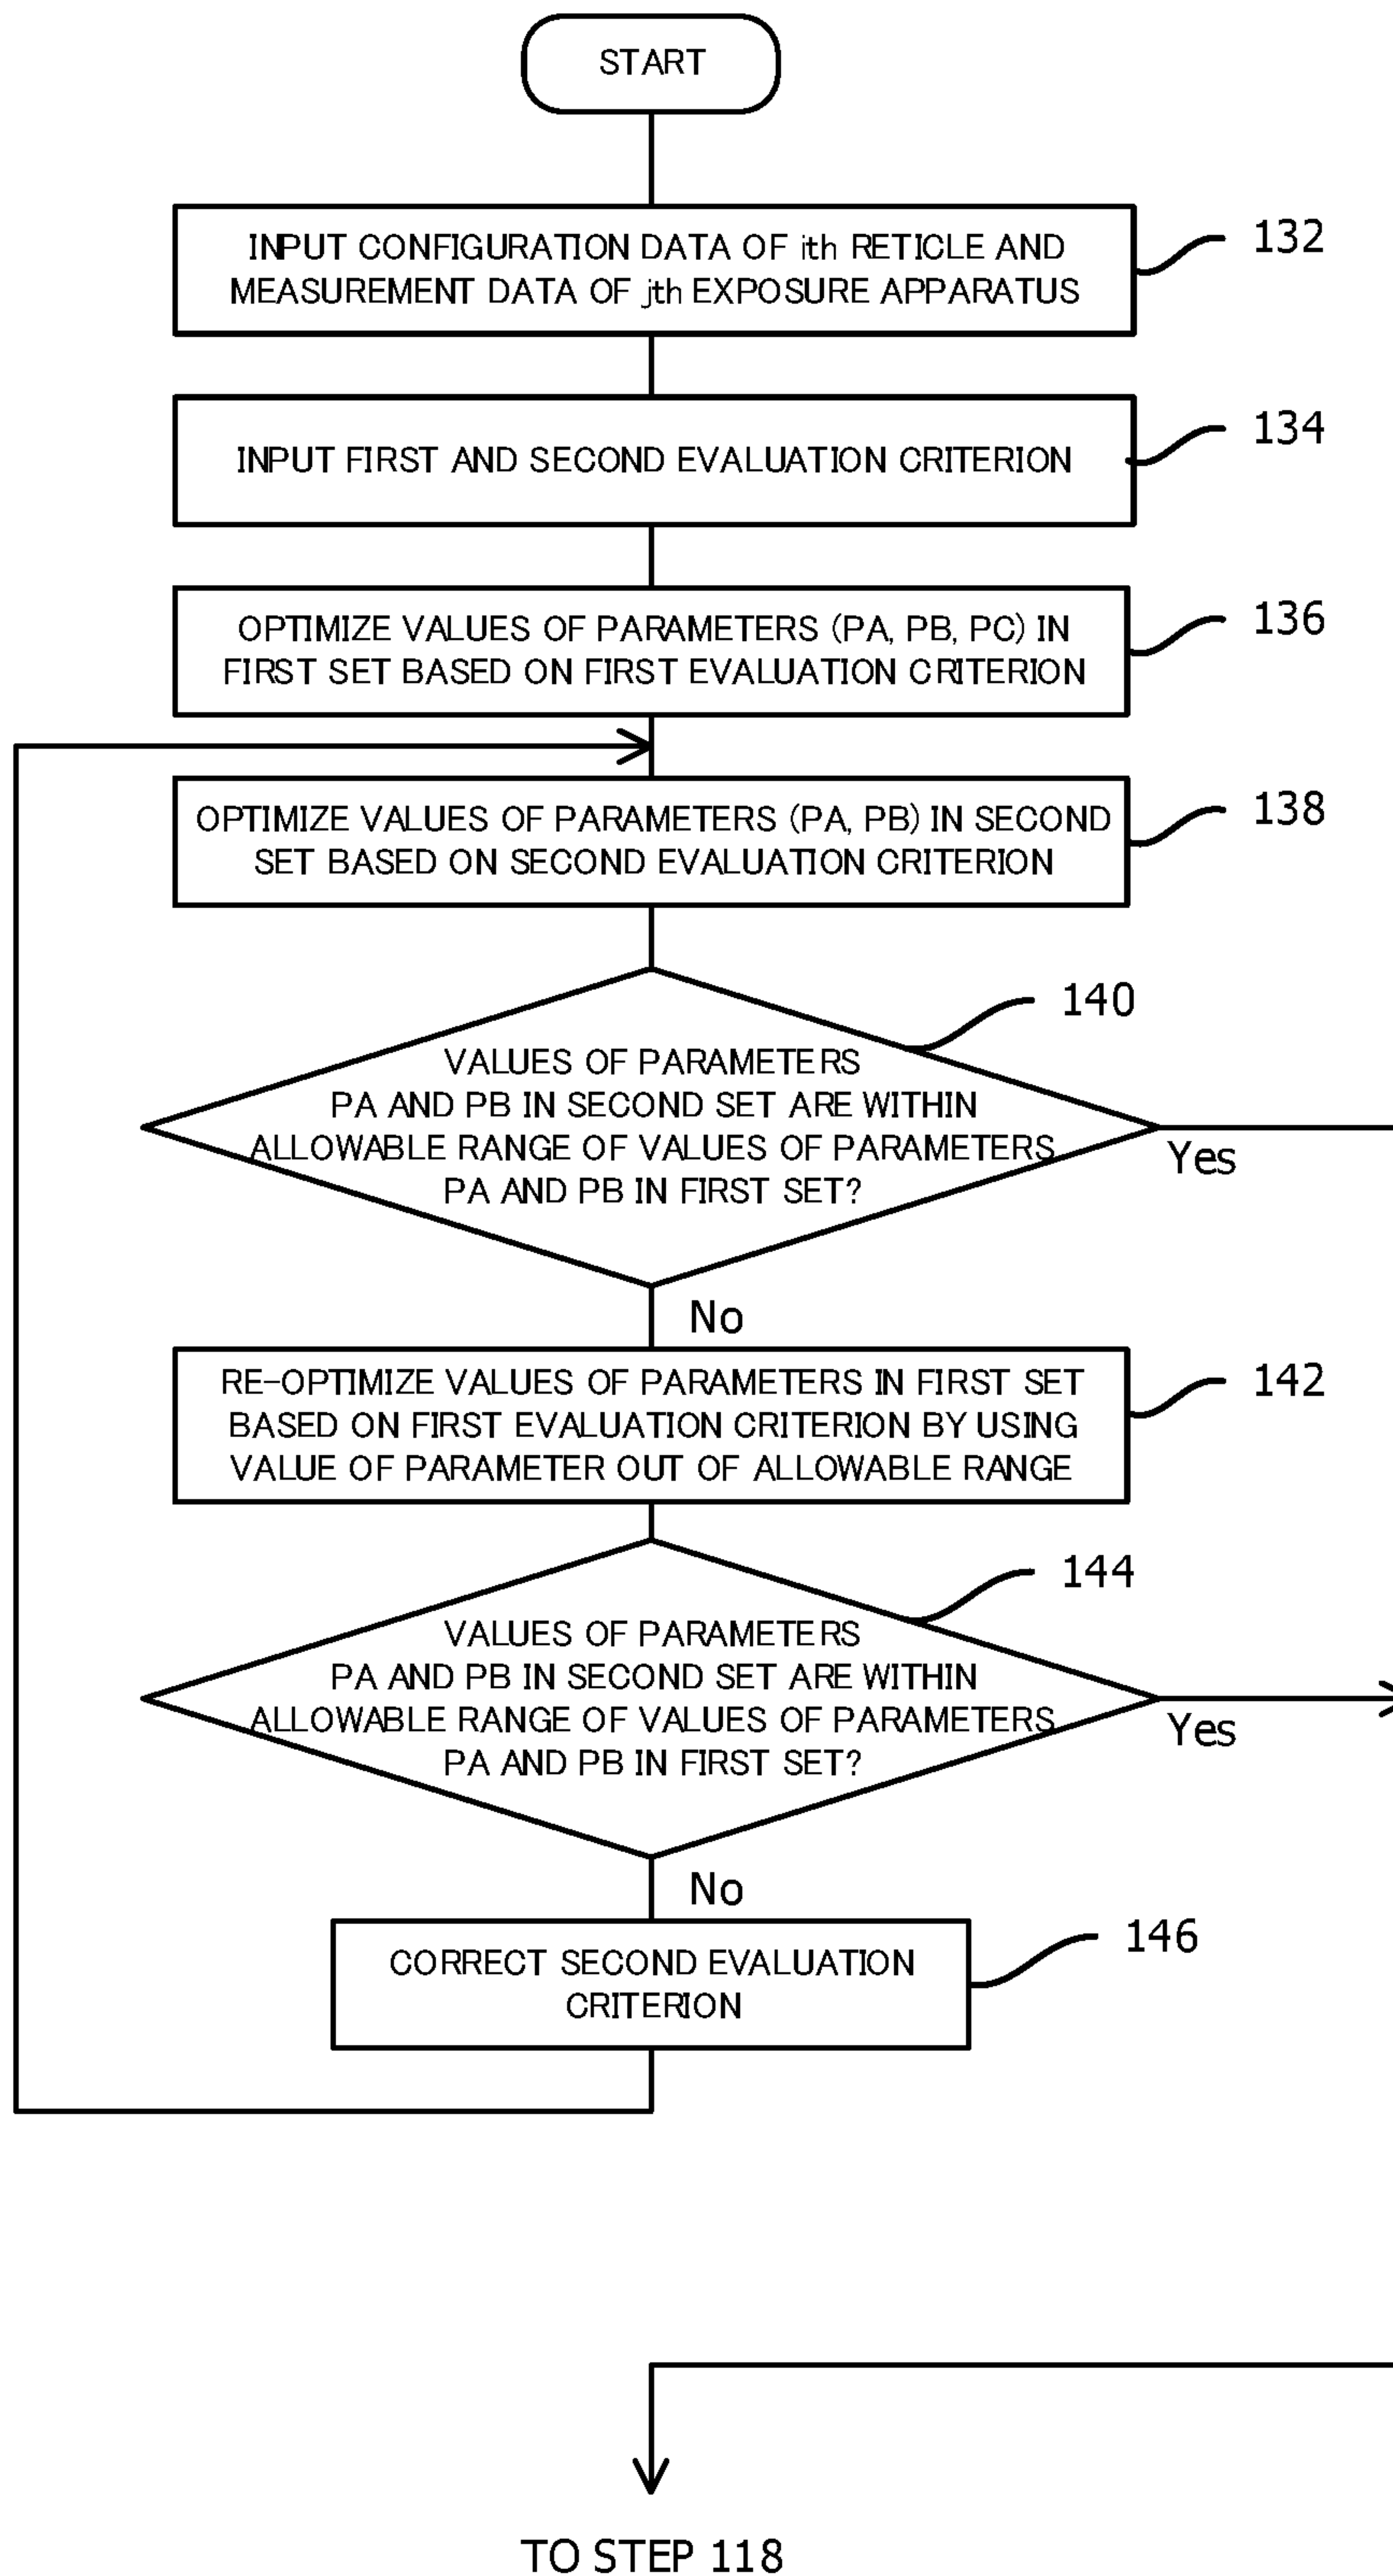 START
INPUT CONFIGURATION DATA OF ith RETICLE AND
MEASUREMENT DATA OF jth EXPOSURE APPARATUS
132
INPUT FIRST AND SECOND EVALUATION CRITERION
134
OPTIMIZE VALUES OF PARAMETERS (PA, PB, PC) IN
FIRST SET BASED ON FIRST EVALUATION CRITERION
136
OPTIMIZE VALUES OF PARAMETERS (PA, PB) IN SECOND
SET BASED ON SECOND EVALUATION CRITERION
138
140
VALUES OF PARAMETERS
PA AND PB IN SECOND SET ARE WITHIN
ALLOWABLE RANGE OF VALUES OF PARAMETERS
PA AND PB IN FIRST SET?
Yes
No
RE-OPTIMIZE VALUES OF PARAMETERS IN FIRST SET
BASED ON FIRST EVALUATION CRITERION BY USING
VALUE OF PARAMETER OUT OF ALLOWABLE RANGE
142
144
VALUES OF PARAMETERS
PA AND PB IN SECOND SET ARE WITHIN
ALLOWABLE RANGE OF VALUES OF PARAMETERS
PA AND PB IN FIRST SET?
Yes
No
CORRECT SECOND EVALUATION
CRITERION
146
TO STEP 118